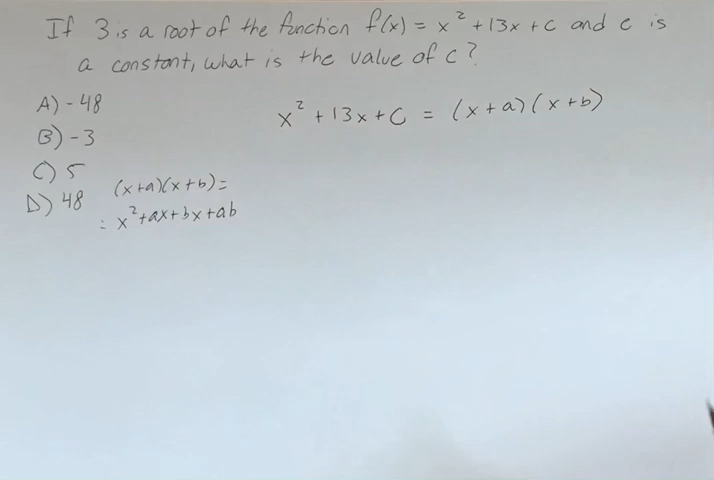 If 3 is a root of the function f(x) = x² + 13x + C and c is
a constant, what is the value of c?
A) -48
B) -3
C) 5
D) 48
x² + 13x + C = (x + a)(x + b)
(x + a)(x + b) =
= x² + ax + bx + ab